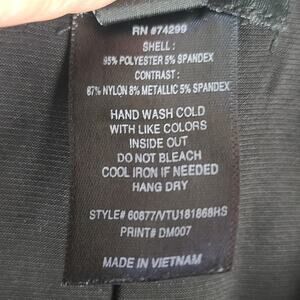 RN #74299
SHELL :
95% POLYESTER 5% SPANDEX
CONTRAST :
87% NYLON 8% METALLIC 5% SPANDEX
HAND WASH COLD
WITH LIKE COLORS
INSIDE OUT
DO NOT BLEACH
COOL IRON IF NEEDED
HANG DRY
STYLE# 60877/VTU181868HS
PRINT# DM007
MADE IN VIETNAM